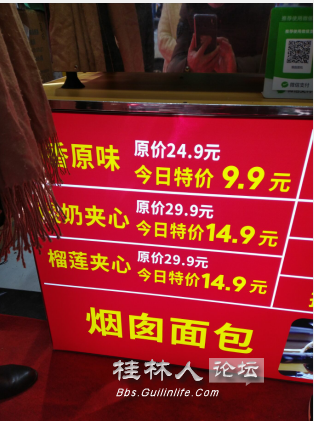 香原味
原价24.9元
今日特价 9.9 元
奶夹心
原价29.9元
今日特价14.9元
榴莲夹心
原价29.9元
今日特价14.9元
烟囱面包
桂林人论坛
Bbs.Guilinlife.Com